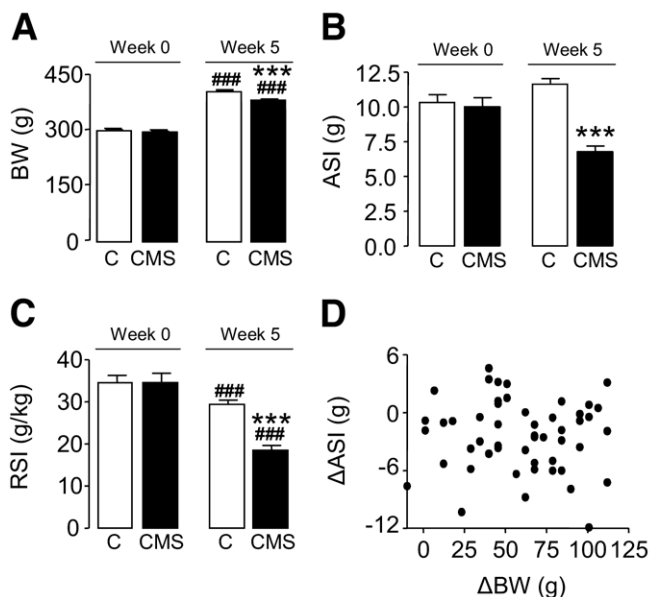 A
Week 0 Week 5
BW (g)
450
300
150
0
###
***
###
C CMS C CMS
B
Week 0 Week 5
ASI (g)
12.5
10.0
7.5
5.0
2.5
0.0
***
C CMS C CMS
C
Week 0 Week 5
RSI (g/kg)
40
30
20
10
0
###
***
###
C CMS C CMS
D
ΔASI (g)
6
0
-6
-12
0 25 50 75 100 125
ΔBW (g)